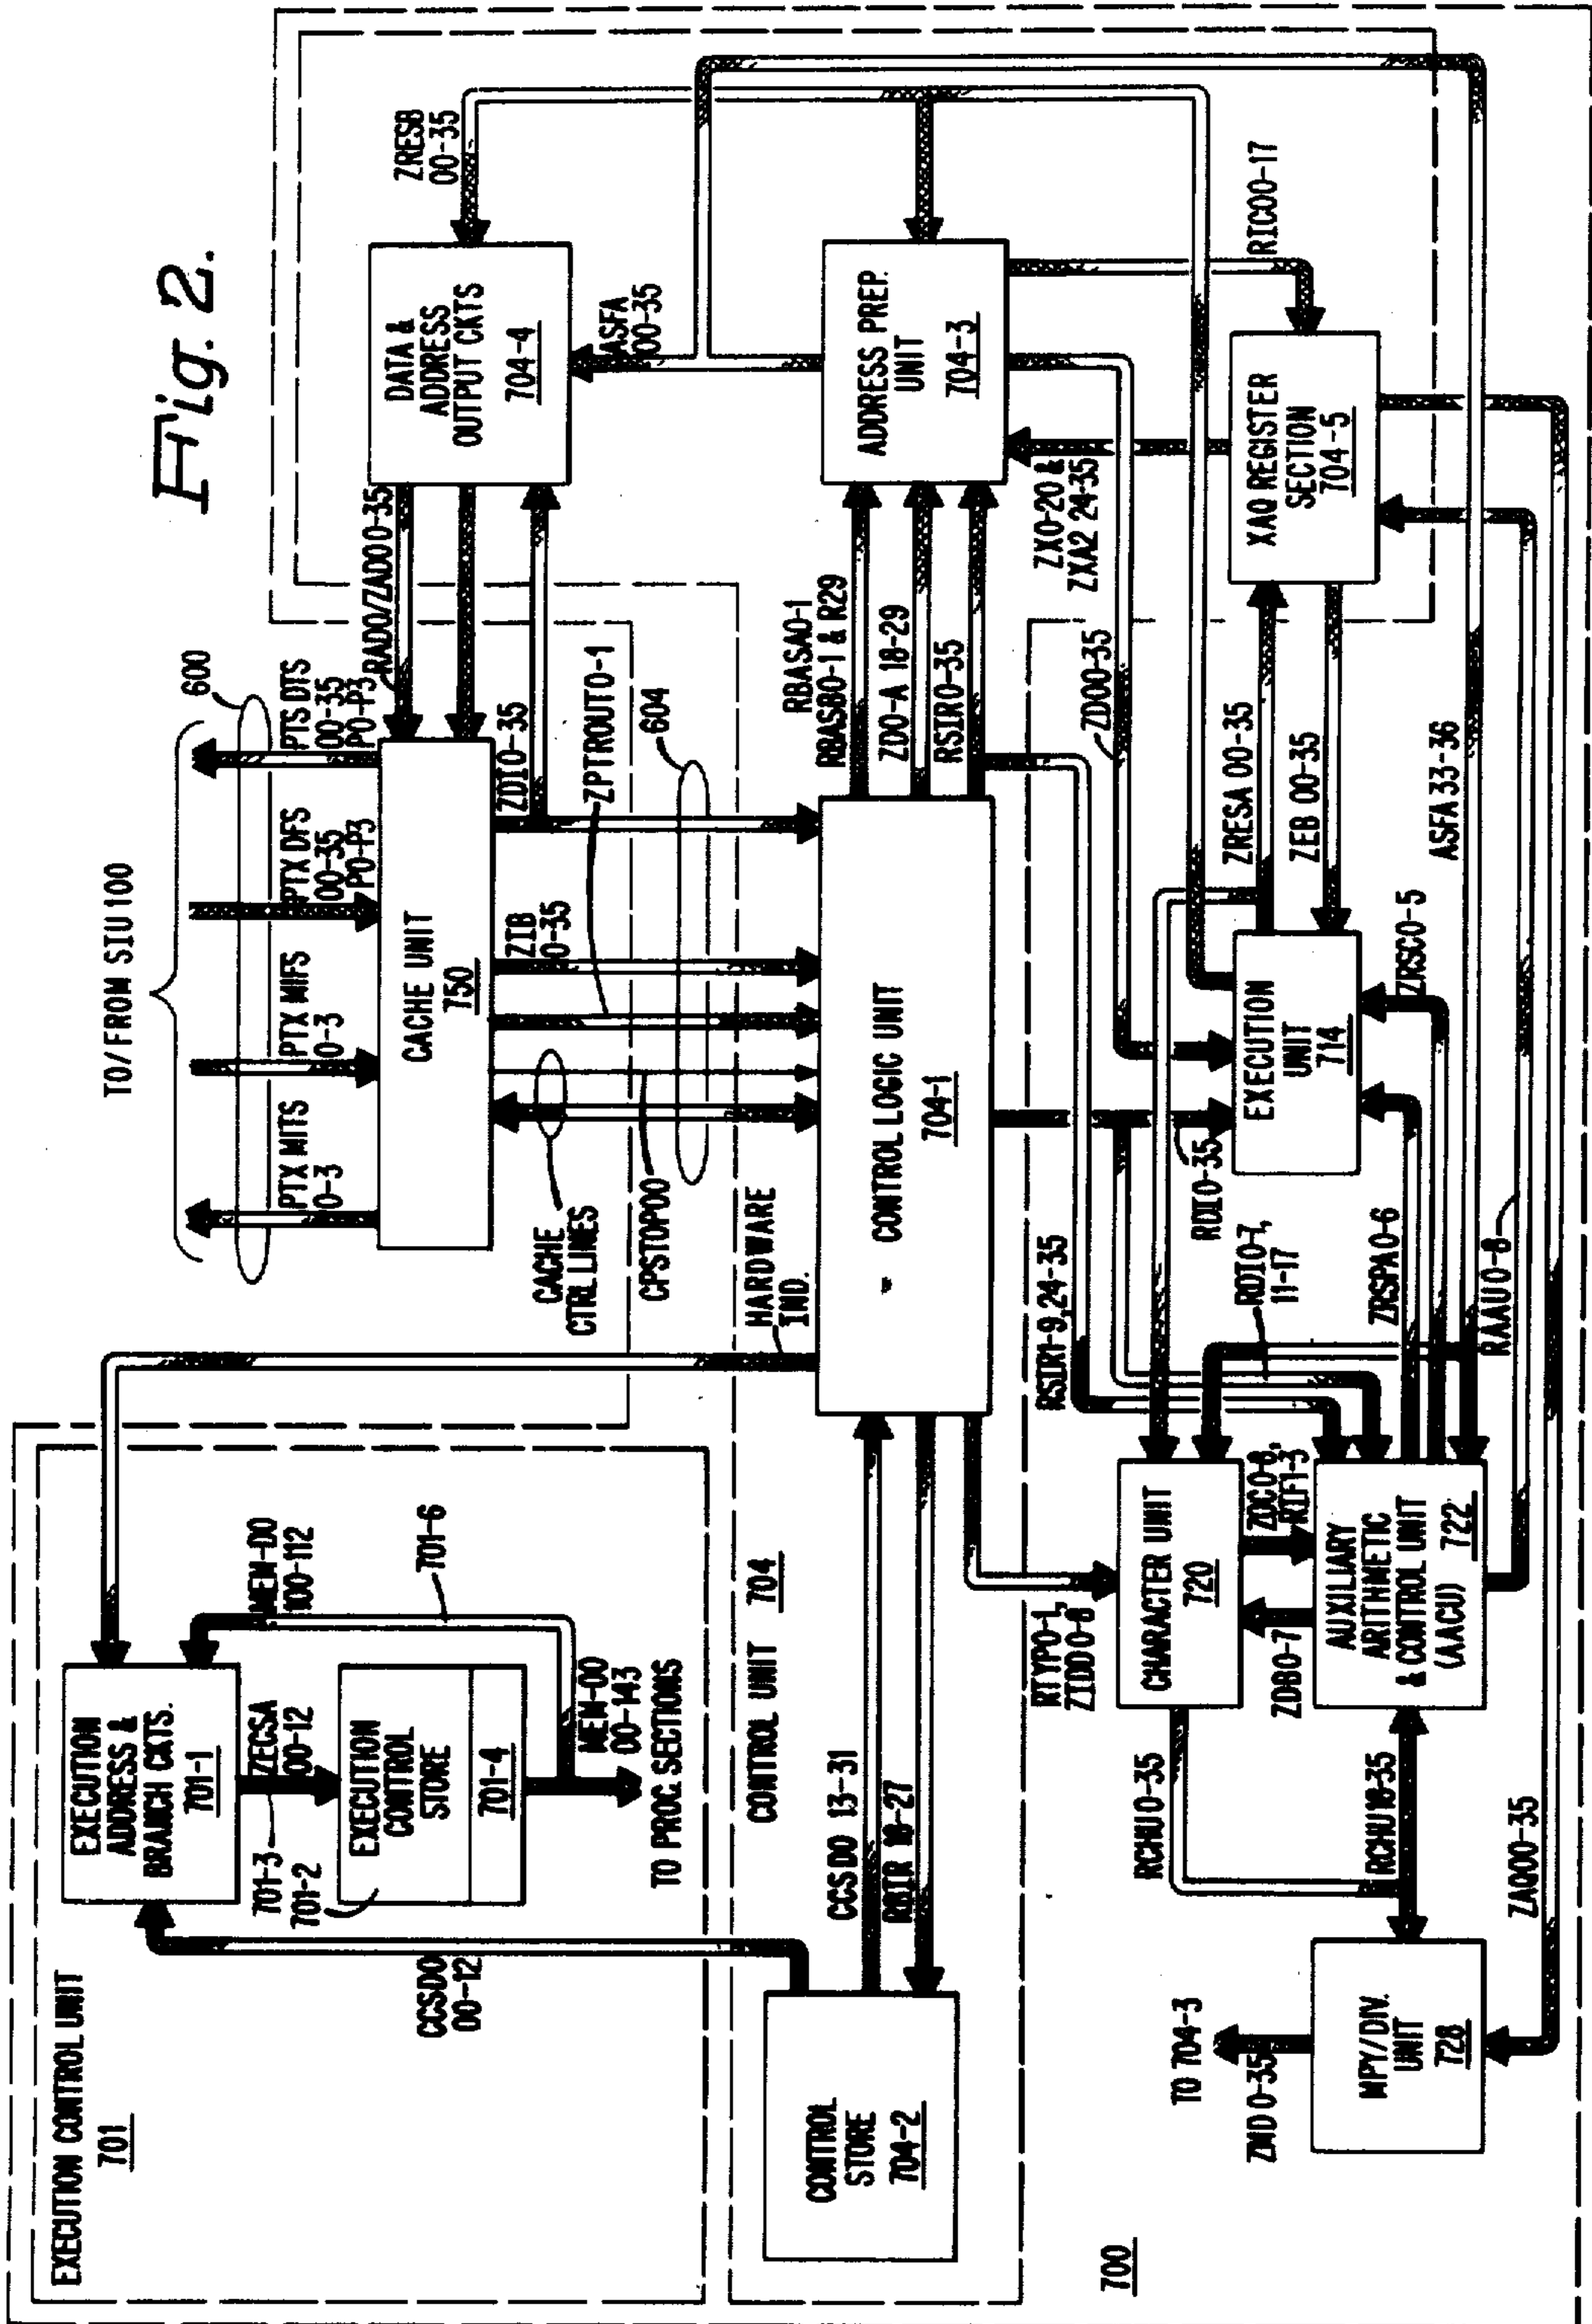 Fig. 2.
TO/FROM SIU 100
600
PTX MITS
0-3
PTX MIFS
0-3
PTX DFS
00-35
P0-P3
PTS DTS
00-35
P0-P3
RADO/ZADO 0-35
ZRESB
00-35
EXECUTION CONTROL UNIT
701
EXECUTION
ADDRESS &
BRANCH CKTS.
701-1
701-3
ZECSA
00-12
701-2
EXECUTION
CONTROL
STORE
701-4
MEM-DO
100-112
701-6
MEM-DO
00-143
TO PROC SECTIONS
CCSDO
00-12
CACHE UNIT
750
DATA &
ADDRESS
OUTPUT CKTS
704-4
ASFA
00-35
ZDI0-35
ZPTROUT0-1
ZIB
0-35
604
CACHE
CTRL LINES
CPSTOP00
HARDWARE
IND.
CONTROL UNIT 704
CONTROL
STORE
704-2
CCSDO 13-31
RBIR 18-27
CONTROL LOGIC UNIT
704-1
RBASA0-1
RBASB0-1 & R29
ZDO-A 18-29
RSIR0-35
ADDRESS PREP.
UNIT
704-3
ZX0-20 &
ZXA2 24-35
RIC00-17
ZDO0-35
XAQ REGISTER
SECTION
704-5
ZRESA 00-35
ZEB 00-35
EXECUTION
UNIT
714
RDI0-35
ZRSC0-5
ASFA 33-36
RSIR1-9,24-35
RDI0-7,
11-17
ZRSPA0-6
RAAU0-8
RTYP0-1,
ZIDD0-8
CHARACTER UNIT
720
ZDC0-8,
RIF1-3
ZDB0-7
AUXILIARY
ARITHMETIC
& CONTROL UNIT
(AACU) 722
RCHU0-35
RCHU18-35
ZAQ00-35
TO 704-3
ZMD0-35
MPY/DIV.
UNIT
728
700